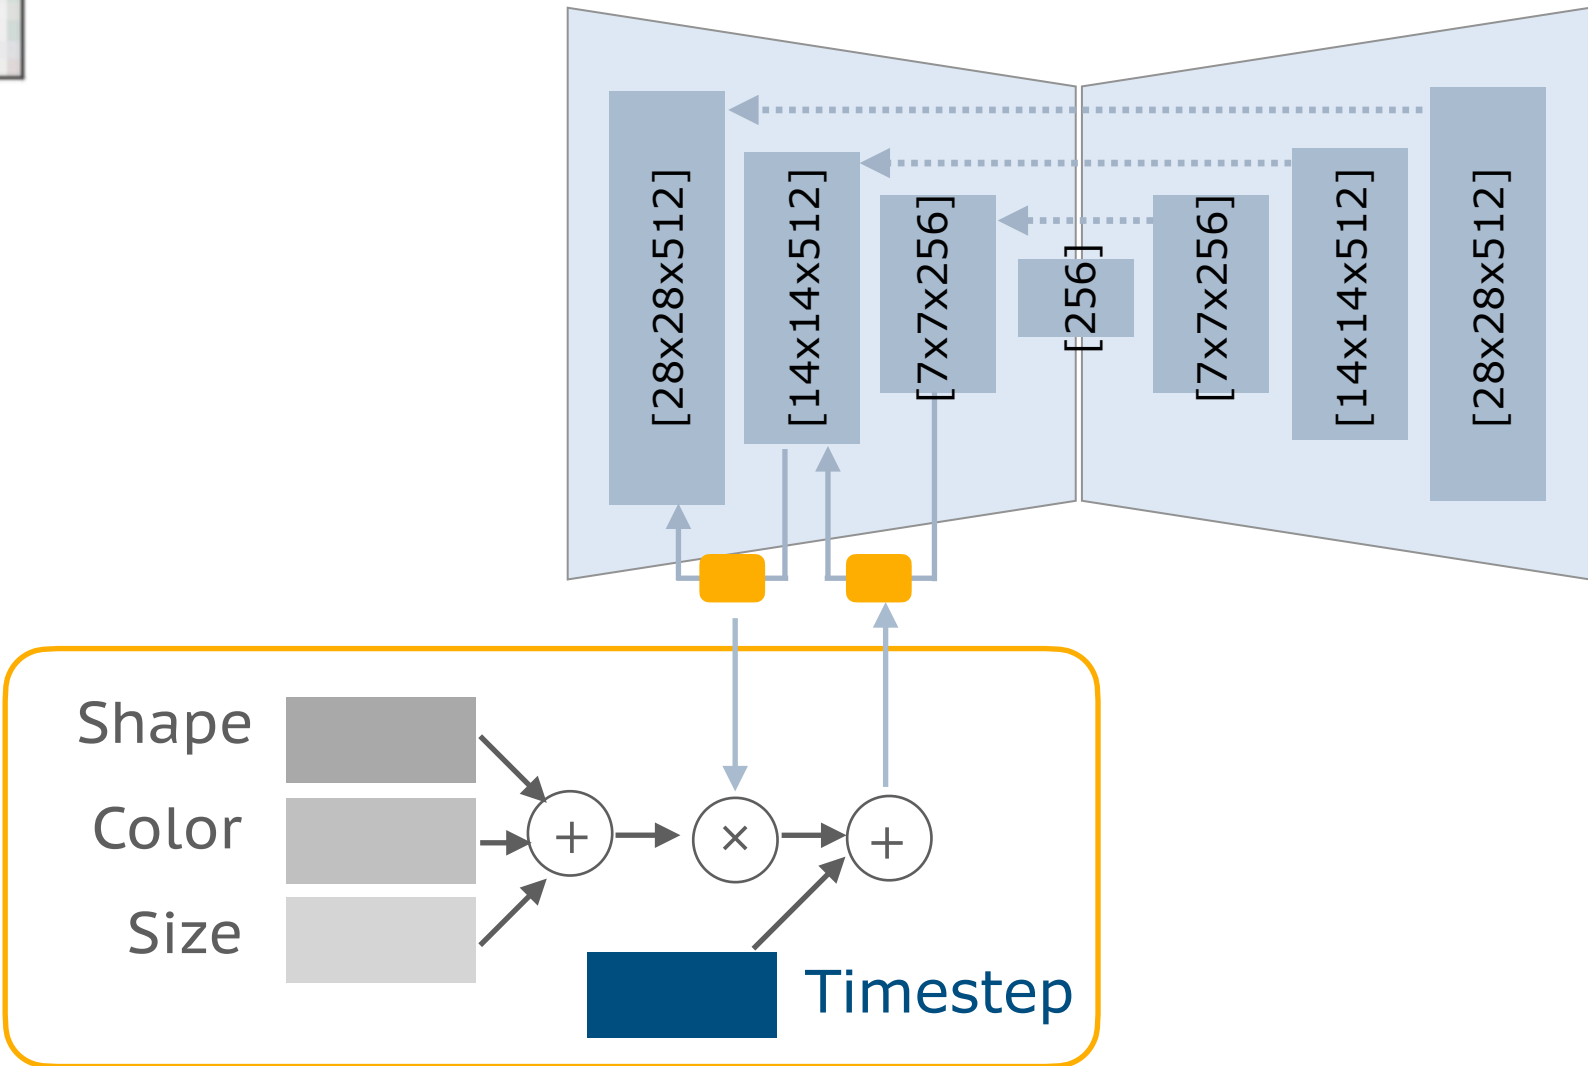 [28x28x512]
[14x14x512]
[7x7x256]
[256]
[7x7x256]
[14x14x512]
[28x28x512]
Shape
Color
Size
+
×
+
Timestep